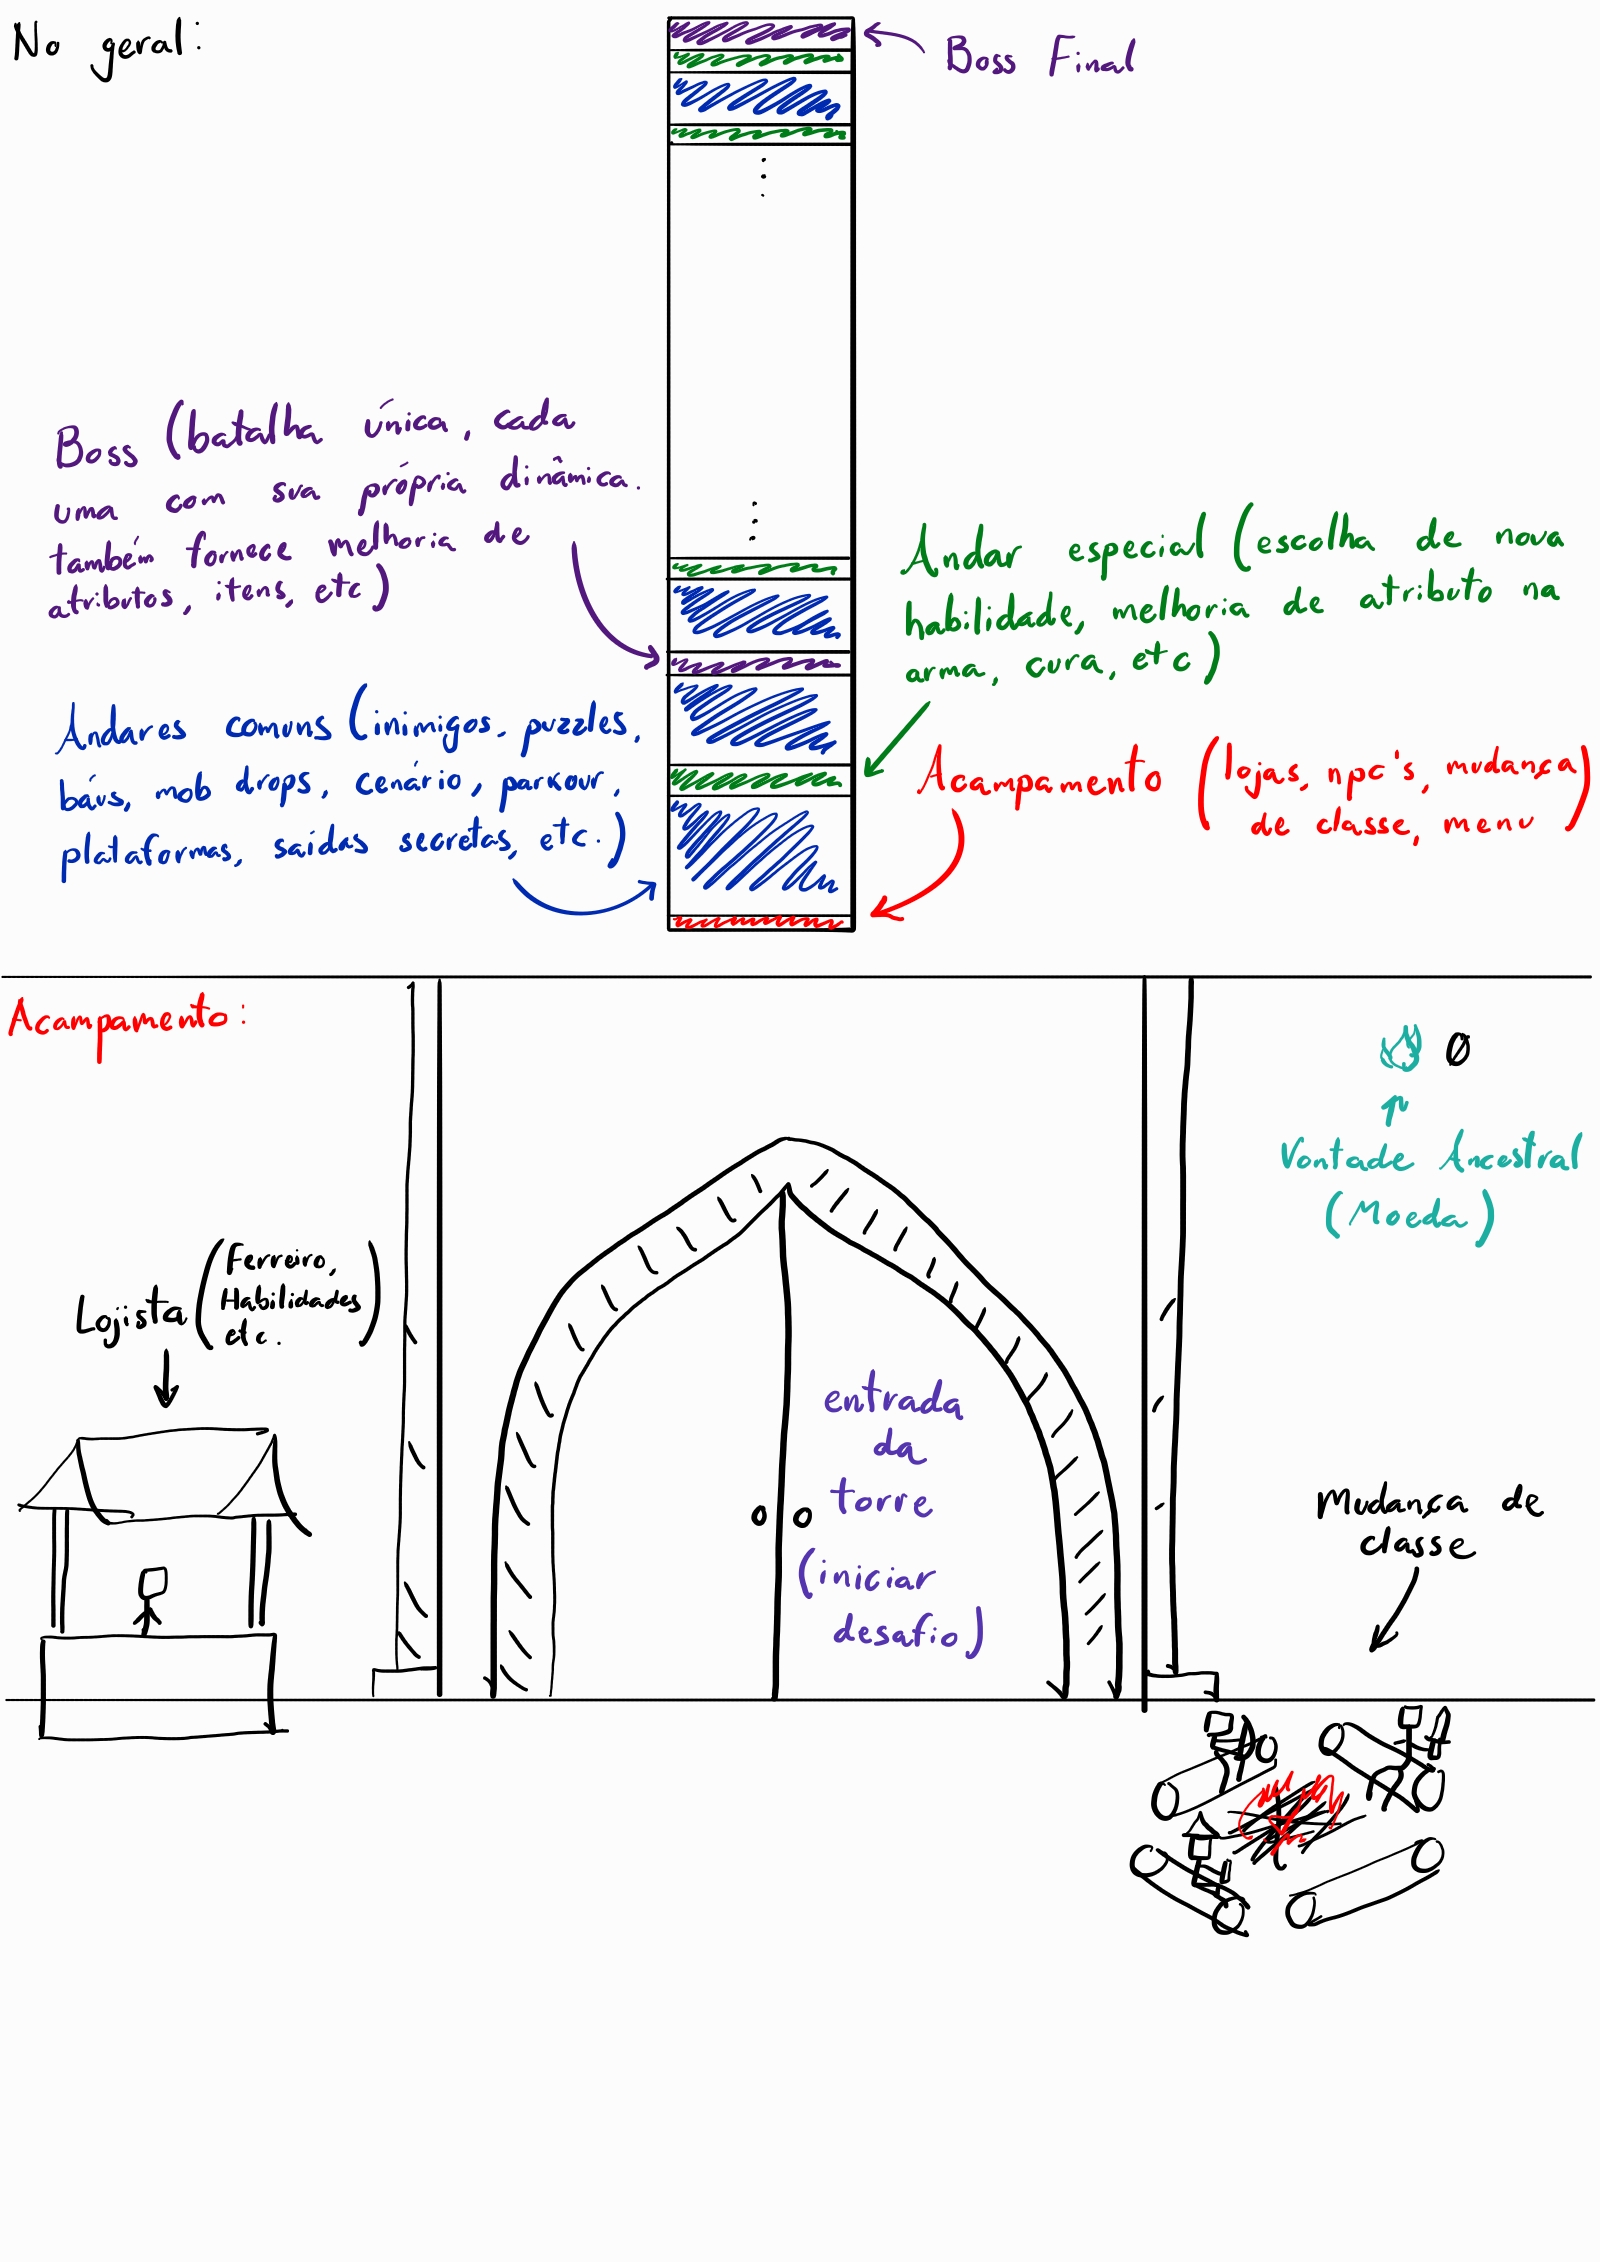 No geral:
Boss Final
Boss (batalha única, cada
uma com sua própria dinâmica.
também fornece melhoria de
atributos, itens, etc)
Andar especial (escolha de nova
habilidade, melhoria de atributo na
arma, cura, etc)
Andares comuns (inimigos, puzzles,
báus, mob drops, cenário, parkour,
plataformas, saídas secretas, etc.)
Acampamento (lojas, npc's, mudança
de classe, menu)
Acampamento:
0
Vontade Ancestral
(Moeda)
Lojista (Ferreiro,
Habilidades
etc.
)
entrada
da
torre
(iniciar
desafio)
Mudança de
classe